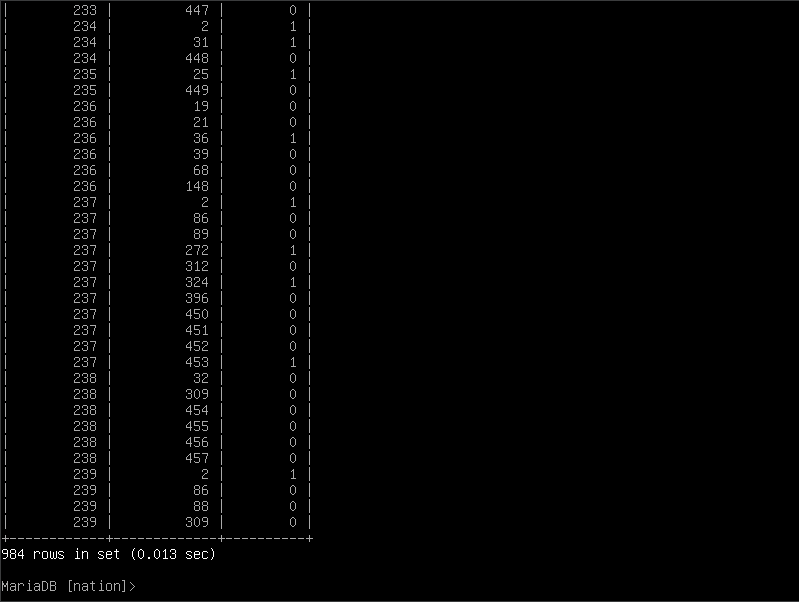 |        233 |         447 |        0 |
|        234 |           2 |        1 |
|        234 |          31 |        1 |
|        234 |         448 |        0 |
|        235 |          25 |        1 |
|        235 |         449 |        0 |
|        236 |          19 |        0 |
|        236 |          21 |        0 |
|        236 |          36 |        1 |
|        236 |          39 |        0 |
|        236 |          68 |        0 |
|        236 |         148 |        0 |
|        237 |           2 |        1 |
|        237 |          86 |        0 |
|        237 |          89 |        0 |
|        237 |         272 |        1 |
|        237 |         312 |        0 |
|        237 |         324 |        1 |
|        237 |         396 |        0 |
|        237 |         450 |        0 |
|        237 |         451 |        0 |
|        237 |         452 |        0 |
|        237 |         453 |        1 |
|        238 |          32 |        0 |
|        238 |         309 |        0 |
|        238 |         454 |        0 |
|        238 |         455 |        0 |
|        238 |         456 |        0 |
|        238 |         457 |        0 |
|        239 |           2 |        1 |
|        239 |          86 |        0 |
|        239 |          88 |        0 |
|        239 |         309 |        0 |
+------------+-------------+----------+
984 rows in set (0.013 sec)
MariaDB [nation]>